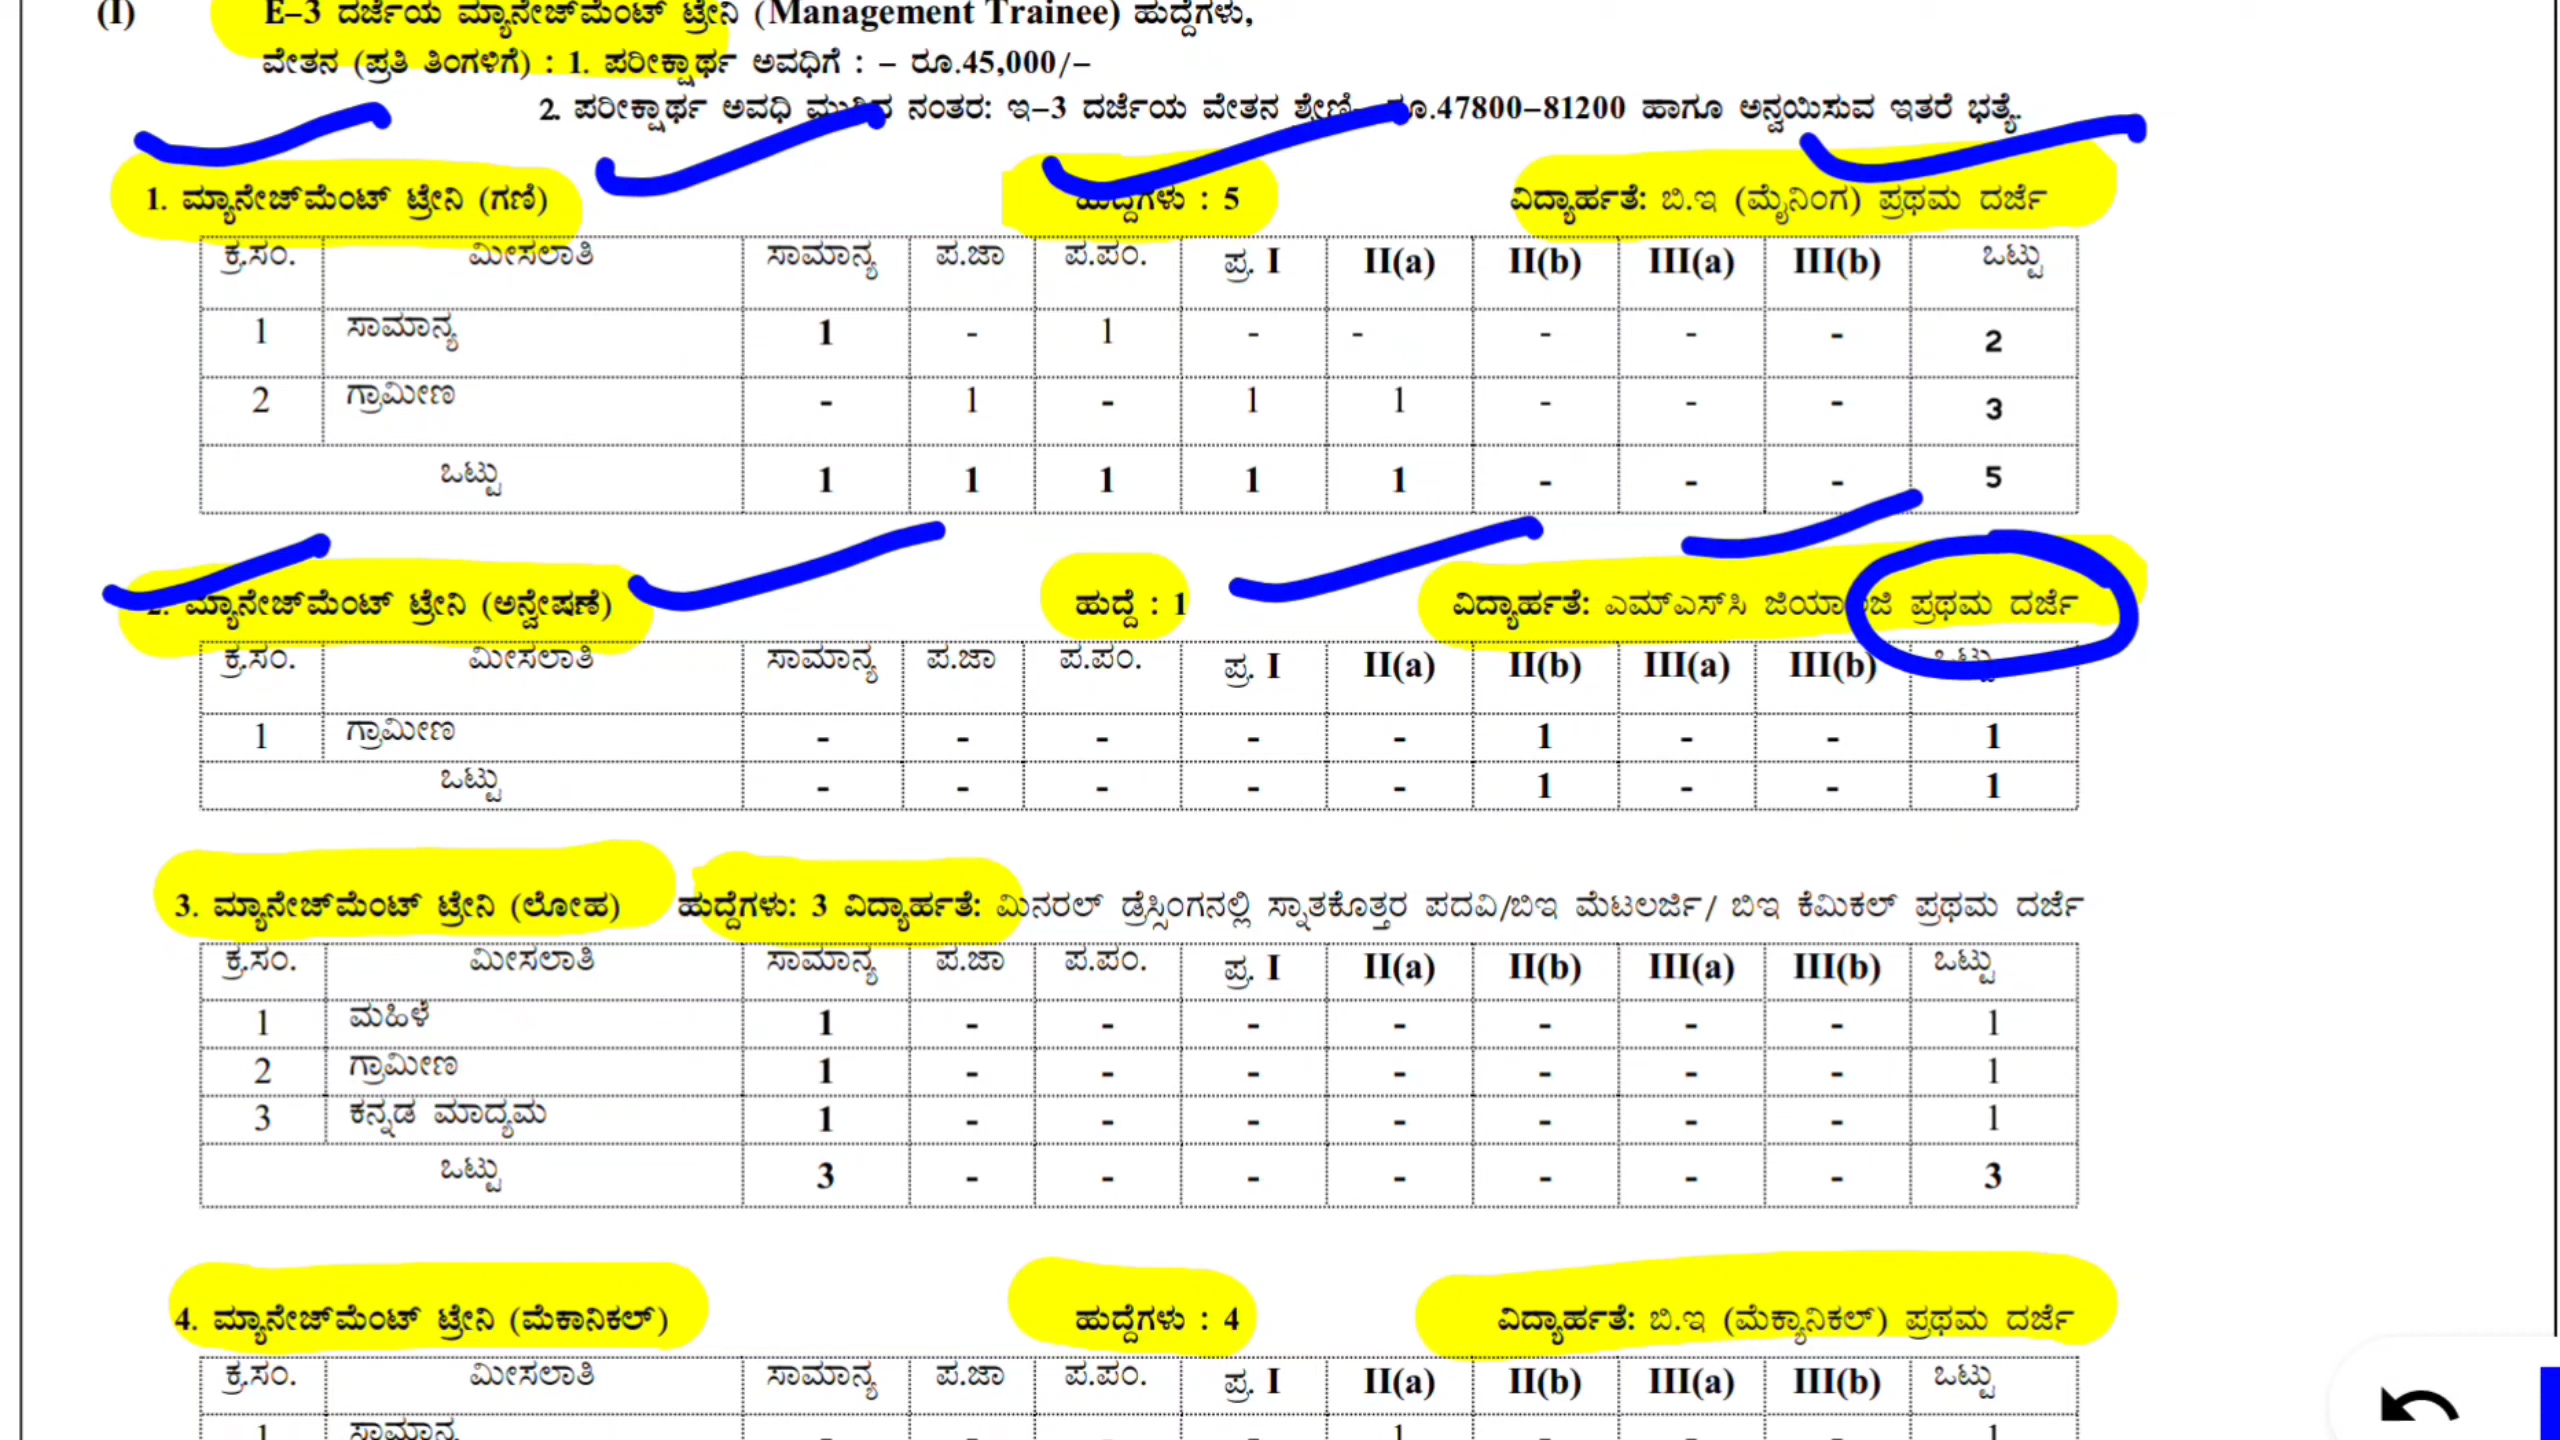 (I) E-3 ದರ್ಜೆಯ ಮ್ಯಾನೇಜ್‌ಮೆಂಟ್ ಟ್ರೇನಿ (Management Trainee) ಹುದ್ದೆಗಳು,
ವೇತನ (ಪ್ರತಿ ತಿಂಗಳಿಗೆ) : 1. ಪರೀಕ್ಷಾರ್ಥ ಅವಧಿಗೆ : – ರೂ.45,000/–
2. ಪರೀಕ್ಷಾರ್ಥ ಅವಧಿ ನಂತರ: ಇ–3 ದರ್ಜೆಯ ವೇತನ ಶ್ರೇಣಿ ರೂ.47800–81200 ಹಾಗೂ ಅನ್ವಯಿಸುವ ಇತರೆ ಭತ್ಯೆ.
1. ಮ್ಯಾನೇಜ್‌ಮೆಂಟ್ ಟ್ರೇನಿ (ಗಣಿ) ಹುದ್ದೆಗಳು : 5 ವಿದ್ಯಾರ್ಹತೆ: ಬಿ.ಇ (ಮೈನಿಂಗ) ಪ್ರಥಮ ದರ್ಜೆ
ಕ್ರ.ಸಂ. ಮೀಸಲಾತಿ ಸಾಮಾನ್ಯ ಪ.ಜಾ ಪ.ಪಂ. ಪ್ರ. I II(a) II(b) III(a) III(b) ಒಟ್ಟು
1 ಸಾಮಾನ್ಯ 1 - 1 - - - - - 2
2 ಗ್ರಾಮೀಣ - 1 - 1 1 - - - 3
ಒಟ್ಟು 1 1 1 1 1 - - - 5
2. ಮ್ಯಾನೇಜ್‌ಮೆಂಟ್ ಟ್ರೇನಿ (ಅನ್ವೇಷಣೆ) ಹುದ್ದೆ : 1 ವಿದ್ಯಾರ್ಹತೆ: ಎಮ್‌ಎಸ್‌ಸಿ ಪ್ರಥಮ ದರ್ಜೆ
ಕ್ರ.ಸಂ. ಮೀಸಲಾತಿ ಸಾಮಾನ್ಯ ಪ.ಜಾ ಪ.ಪಂ. ಪ್ರ. I II(a) II(b) III(a) III(b) ಒಟ್ಟು
1 ಗ್ರಾಮೀಣ - - - - - 1 - - 1
ಒಟ್ಟು - - - - - 1 - - 1
3. ಮ್ಯಾನೇಜ್‌ಮೆಂಟ್ ಟ್ರೇನಿ (ಲೋಹ) ಹುದ್ದೆಗಳು: 3 ವಿದ್ಯಾರ್ಹತೆ: ಮಿನರಲ್ ಡ್ರೆಸ್ಸಿಂಗನಲ್ಲಿ ಸ್ನಾತಕೊತ್ತರ ಪದವಿ/ಬಿಇ ಮೆಟಲರ್ಜಿ/ ಬಿಇ ಕೆಮಿಕಲ್ ಪ್ರಥಮ ದರ್ಜೆ
ಕ್ರ.ಸಂ. ಮೀಸಲಾತಿ ಸಾಮಾನ್ಯ ಪ.ಜಾ ಪ.ಪಂ. ಪ್ರ. I II(a) II(b) III(a) III(b) ಒಟ್ಟು
1 ಮಹಿಳೆ 1 - - - - - - - 1
2 ಗ್ರಾಮೀಣ 1 - - - - - - - 1
3 ಕನ್ನಡ ಮಾದ್ಯಮ 1 - - - - - - - 1
ಒಟ್ಟು 3 - - - - - - - 3
4. ಮ್ಯಾನೇಜ್‌ಮೆಂಟ್ ಟ್ರೇನಿ (ಮೆಕಾನಿಕಲ್) ಹುದ್ದೆಗಳು : 4 ವಿದ್ಯಾರ್ಹತೆ: ಬಿ.ಇ (ಮೆಕ್ಯಾನಿಕಲ್) ಪ್ರಥಮ ದರ್ಜೆ
ಕ್ರ.ಸಂ. ಮೀಸಲಾತಿ ಸಾಮಾನ್ಯ ಪ.ಜಾ ಪ.ಪಂ. ಪ್ರ. I II(a) II(b) III(a) III(b) ಒಟ್ಟು
1 ಸಾಮಾನ್ಯ - - - - 1 - - - 1